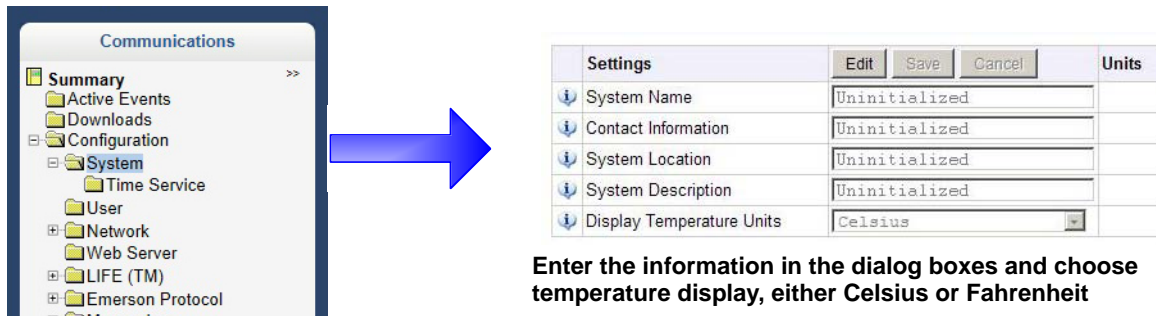 Communications
Summary >>
Active Events
Downloads
Configuration
System
Time Service
User
Network
Web Server
LIFE (TM)
Emerson Protocol
Settings Edit Save Cancel Units
System Name Uninitialized
Contact Information Uninitialized
System Location Uninitialized
System Description Uninitialized
Display Temperature Units Celsius
Enter the information in the dialog boxes and choose
temperature display, either Celsius or Fahrenheit